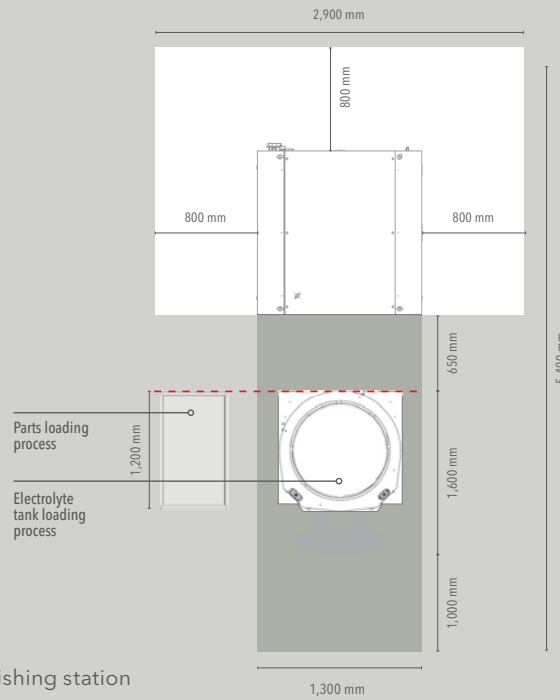 2,900 mm
800 mm
800 mm
800 mm
650 mm
Parts loading
process
1,200 mm
1,600 mm
Electrolyte
tank loading
process
1,000 mm
station
1,300 mm